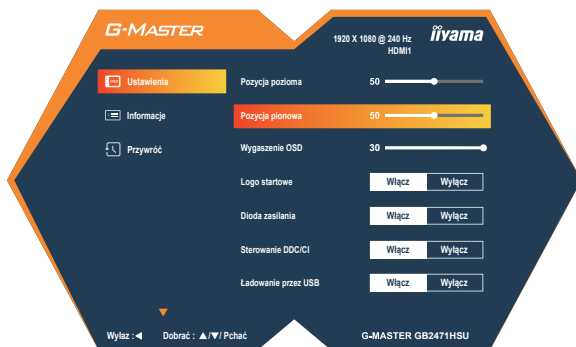 G-MASTER
1920 X 1080 @ 240 Hz
HDMI1
iiyama
Ustawienia
Informacje
Przywróć
Pozycja pozioma 50
Pozycja pionowa 50
Wygaszenie OSD 30
Logo startowe Włącz Wyłącz
Dioda zasilania Włącz Wyłącz
Sterowanie DDC/CI Włącz Wyłącz
Ładowanie przez USB Włącz Wyłącz
Wyłaz :◀ Dobrać : ▲/▼/ Pchać G-MASTER GB2471HSU